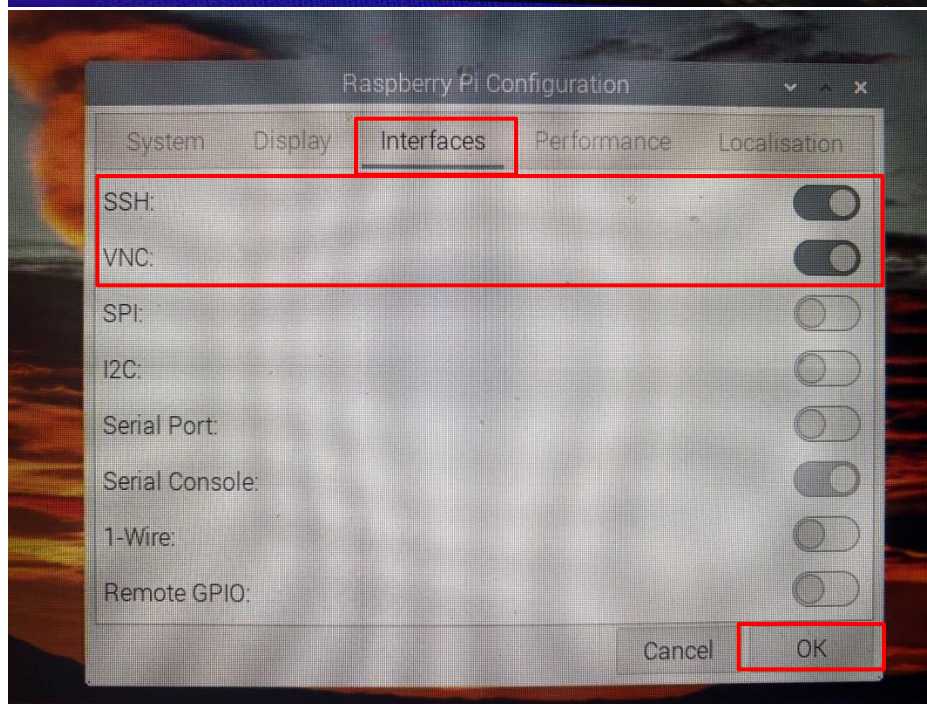 Raspberry Pi Configuration
System Display Interfaces Performance Localisation
SSH:
VNC:
SPI:
I2C:
Serial Port:
Serial Console:
1-Wire:
Remote GPIO:
Cancel OK